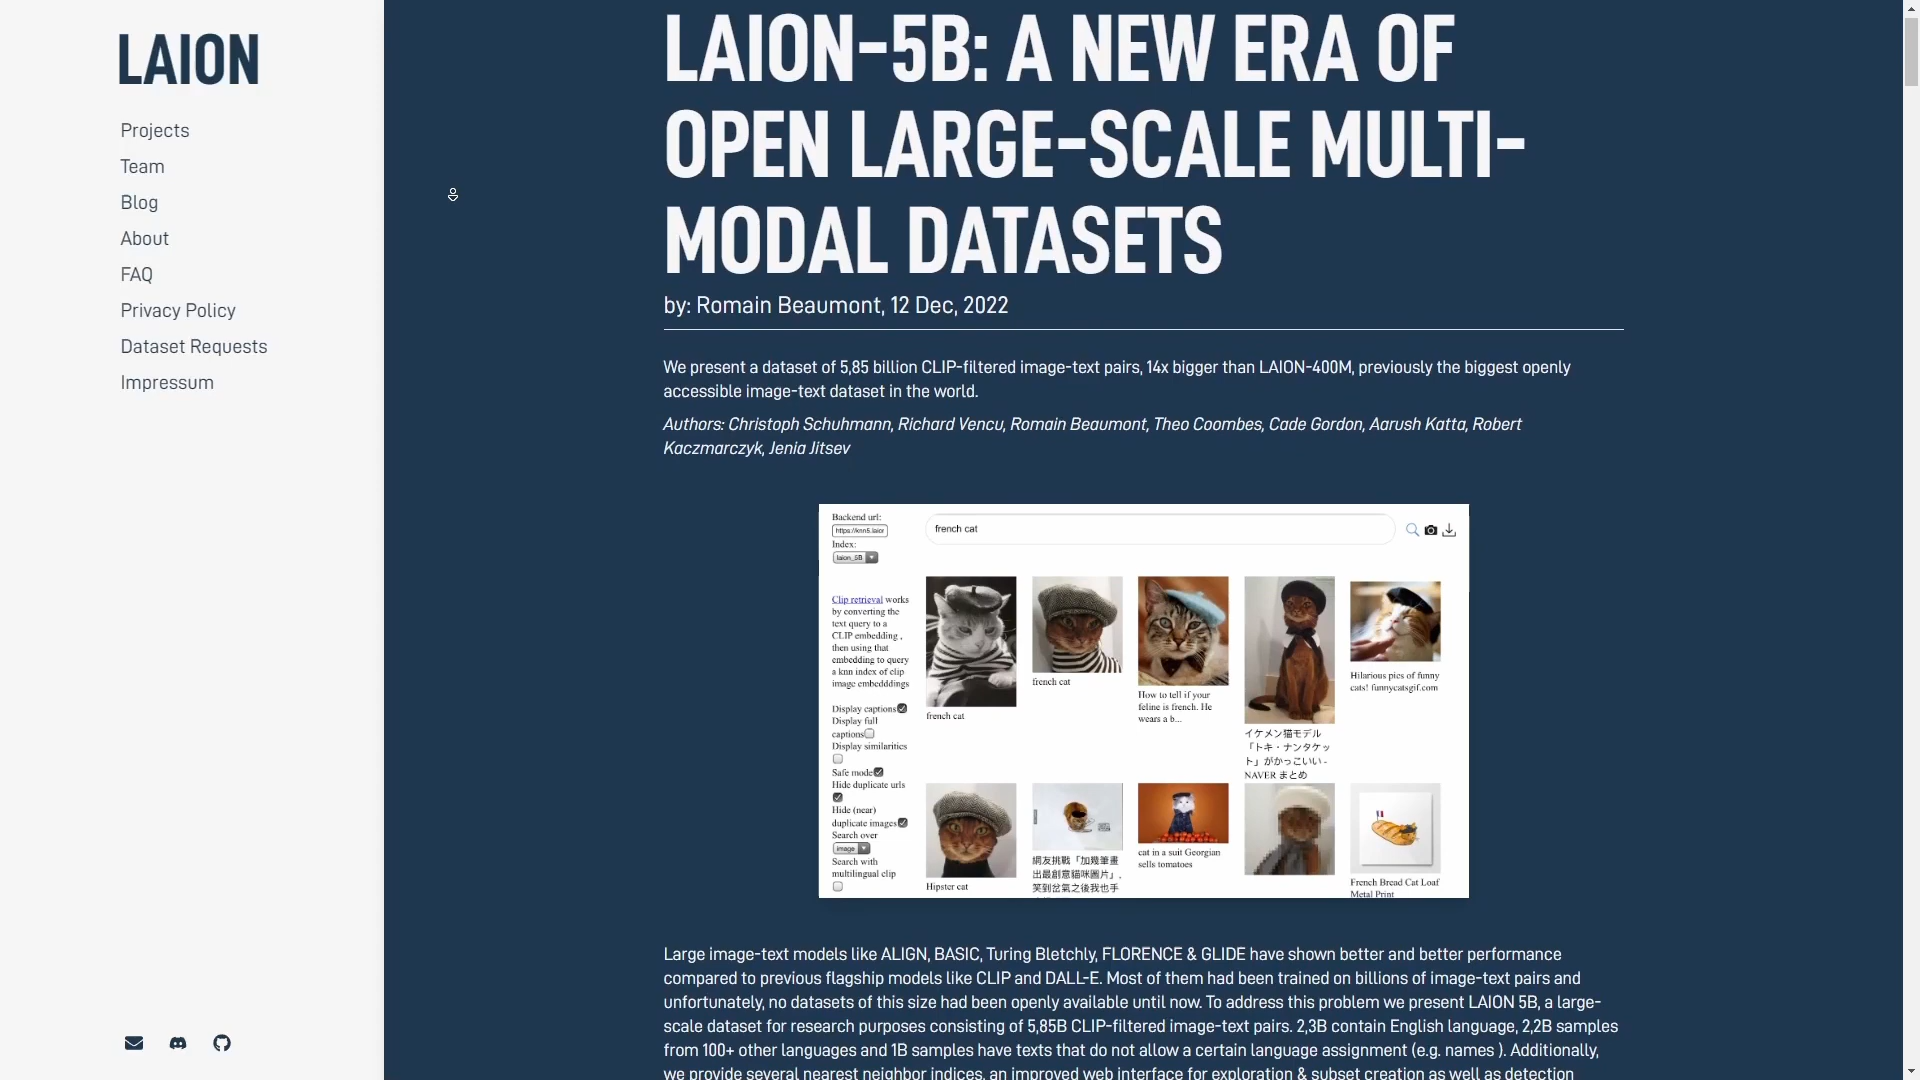 LAION
Projects
Team
Blog
About
FAQ
Privacy Policy
Dataset Requests
Impressum
LAION-5B: A NEW ERA OF
OPEN LARGE-SCALE MULTI-
MODAL DATASETS
by: Romain Beaumont, 12 Dec, 2022
We present a dataset of 5,85 billion CLIP-filtered image-text pairs, 14x bigger than LAION-400M, previously the biggest openly
accessible image-text dataset in the world.
Authors: Christoph Schuhmann, Richard Vencu, Romain Beaumont, Theo Coombes, Cade Gordon, Aarush Katta, Robert
Kaczmarczyk, Jenia Jitsev
Backend url:
https://knn5.laior
Index:
laion_5B
french cat
Clip retrieval works
by converting the
text query to a
CLIP embedding ,
then using that
embedding to query
a knn index of clip
image embedddings
Display captions
Display full
captions
Display similarities
Safe mode
Hide duplicate urls
Hide (near)
duplicate images
Search over
image
Search with
multilingual clip
french cat
french cat
How to tell if your
feline is french. He
wears a b...
イケメン猫モデル
「トキ・ナンタケッ
ト」がかっこいい -
NAVER まとめ
Hilarious pics of funny
cats! funnycatsgif.com
Hipster cat
網友挑戰「加幾筆畫
出最創意貓咪圖片」,
笑到岔氣之後我也手
cat in a suit Georgian
sells tomatoes
French Bread Cat Loaf
Metal Print
Large image-text models like ALIGN, BASIC, Turing Bletchly, FLORENCE & GLIDE have shown better and better performance
compared to previous flagship models like CLIP and DALL-E. Most of them had been trained on billions of image-text pairs and
unfortunately, no datasets of this size had been openly available until now. To address this problem we present LAION 5B, a large-
scale dataset for research purposes consisting of 5,85B CLIP-filtered image-text pairs. 2,3B contain English language, 2,2B samples
from 100+ other languages and 1B samples have texts that do not allow a certain language assignment (e.g. names ). Additionally,
we provide several nearest neighbor indices, an improved web interface for exploration & subset creation as well as detection